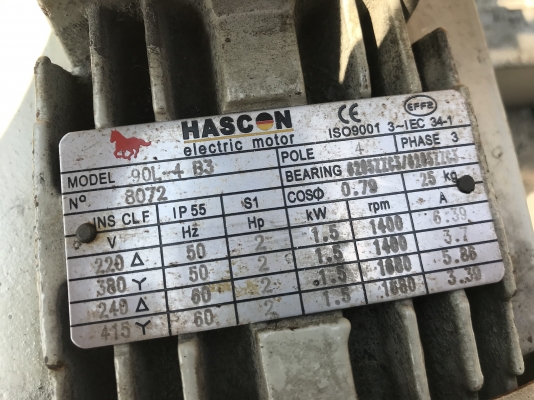 HASCON
electric motor
CE
EFF2
ISO9001 3~IEC 34-1
MODEL 90L-4 B3 POLE 4 PHASE 3
Nº 8072 BEARING 6205ZZC3/6205ZZC3
INS CLF IP 55 S1 COSΦ 0.79 25 kg
V Hz Hp kW rpm A
220 Δ 50 2 1.5 1400 6.39
380 Y 50 2 1.5 1400 3.7
240 Δ 60 2 1.5 1680 5.86
415 Y 60 2 1.5 1680 3.39